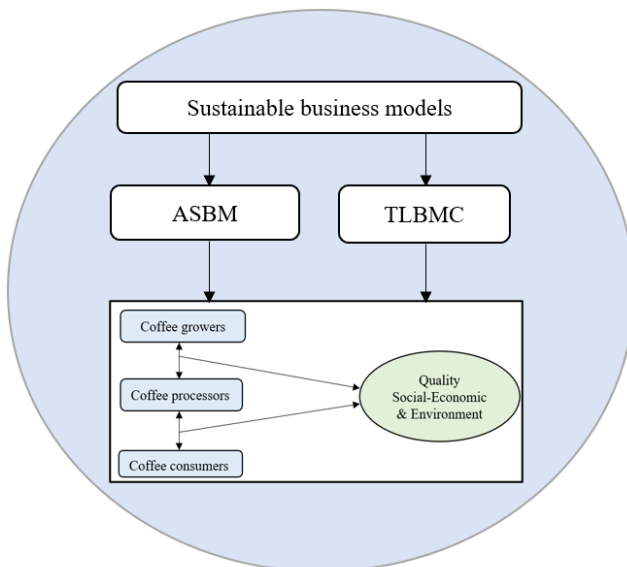 Sustainable business models
ASBM
TLBMC
Coffee growers
Coffee processors
Coffee consumers
Quality
Social-Economic
& Environment